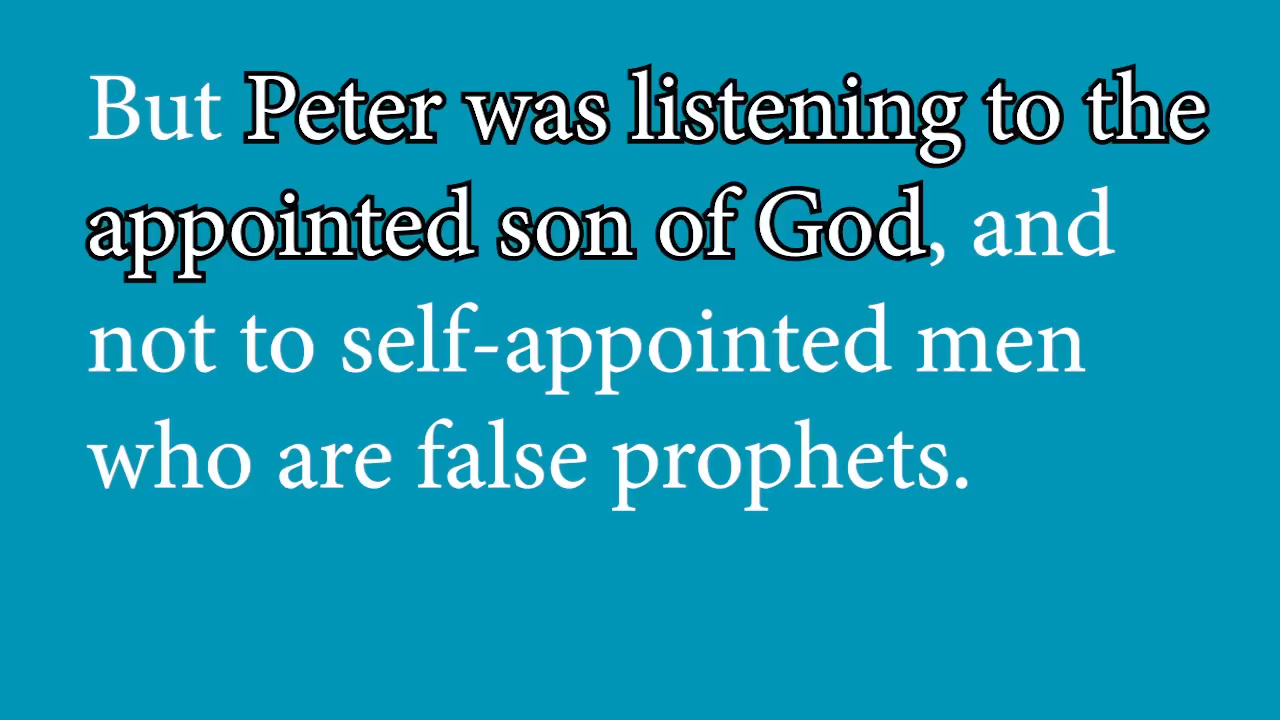 But Peter was listening to the
appointed son of God, and
not to self-appointed men
who are false prophets.